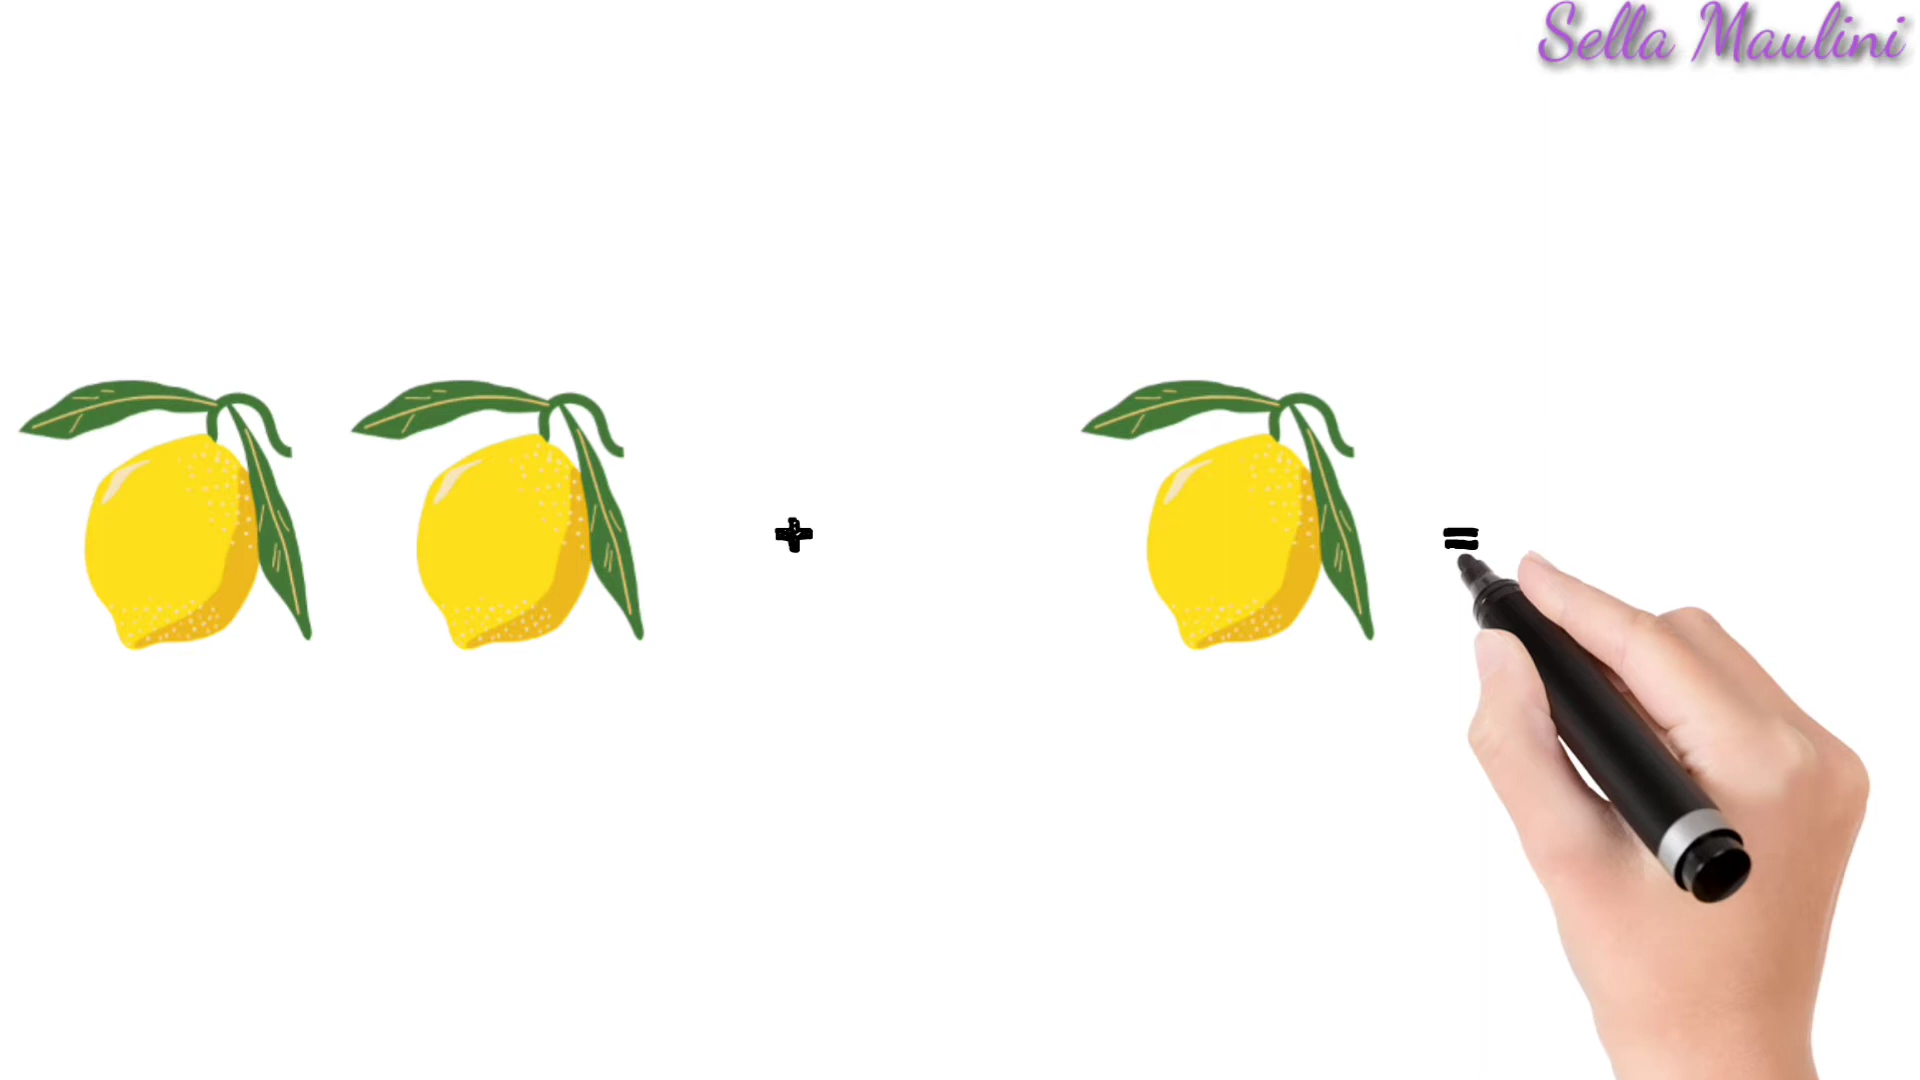 Sella Maulini
+ =